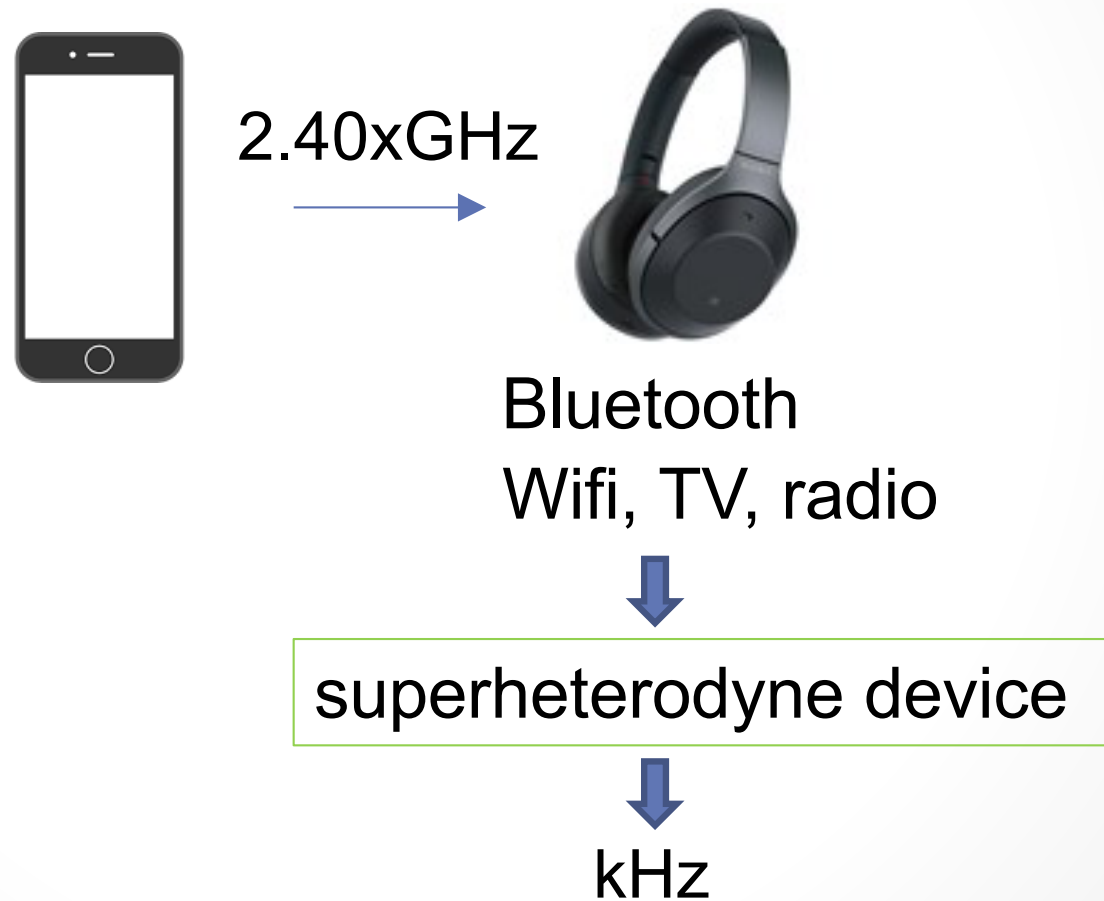 2.40xGHz
Bluetooth
Wifi, TV, radio
superheterodyne device
kHz